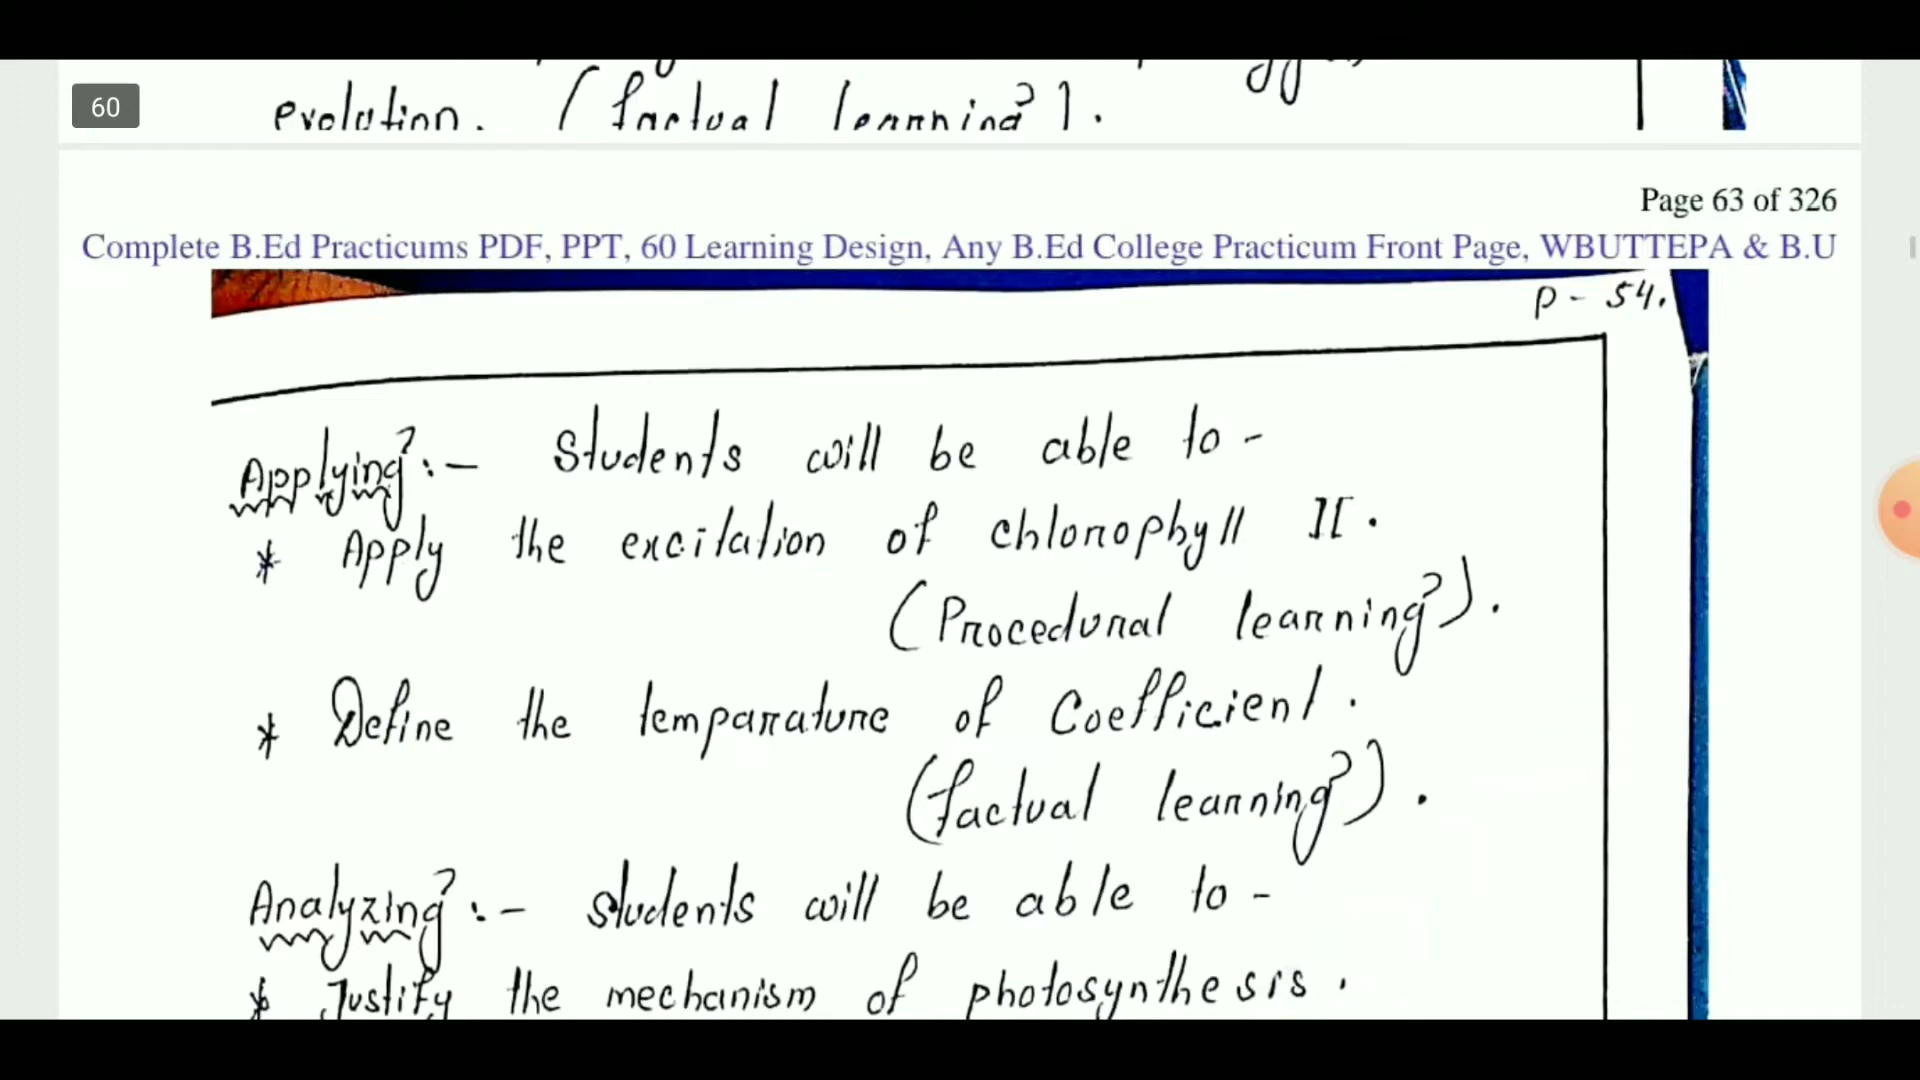 60
evolution. (factual learning).
Page 63 of 326
Complete B.Ed Practicums PDF, PPT, 60 Learning Design, Any B.Ed College Practicum Front Page, WBUTTEPA & B.U
P - 54.
Applying :- Students will be able to -
* Apply the excitation of chlorophyll II.
(Procedural learning).
* Define the temparature of Coefficient.
(factual learning).
Analyzing :- students will be able to -
* Justify the mechanism of photosynthesis.